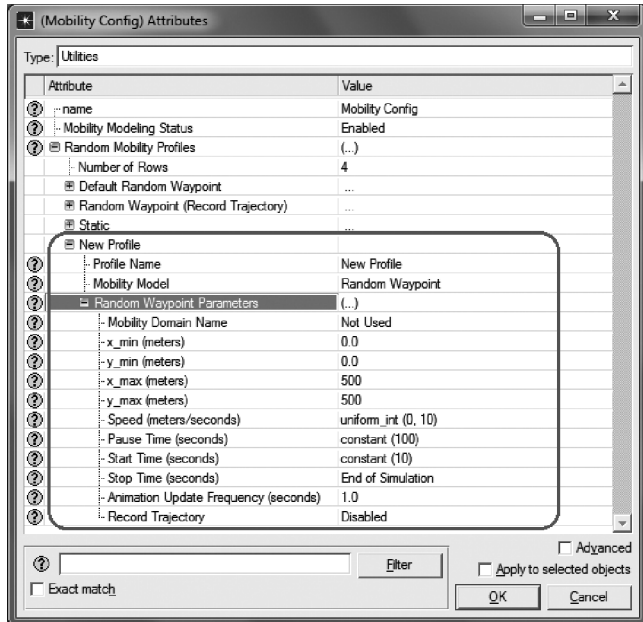 (Mobility Config) Attributes
Type: Utilities
Attribute Value
name Mobility Config
Mobility Modeling Status Enabled
Random Mobility Profiles (...)
Number of Rows 4
Default Random Waypoint ...
Random Waypoint (Record Trajectory) ...
Static ...
New Profile
Profile Name New Profile
Mobility Model Random Waypoint
Random Waypoint Parameters (...)
Mobility Domain Name Not Used
x_min (meters) 0.0
y_min (meters) 0.0
x_max (meters) 500
y_max (meters) 500
Speed (meters/seconds) uniform_int (0, 10)
Pause Time (seconds) constant (100)
Start Time (seconds) constant (10)
Stop Time (seconds) End of Simulation
Animation Update Frequency (seconds) 1.0
Record Trajectory Disabled
Advanced
Filter
Apply to selected objects
Exact match
OK Cancel